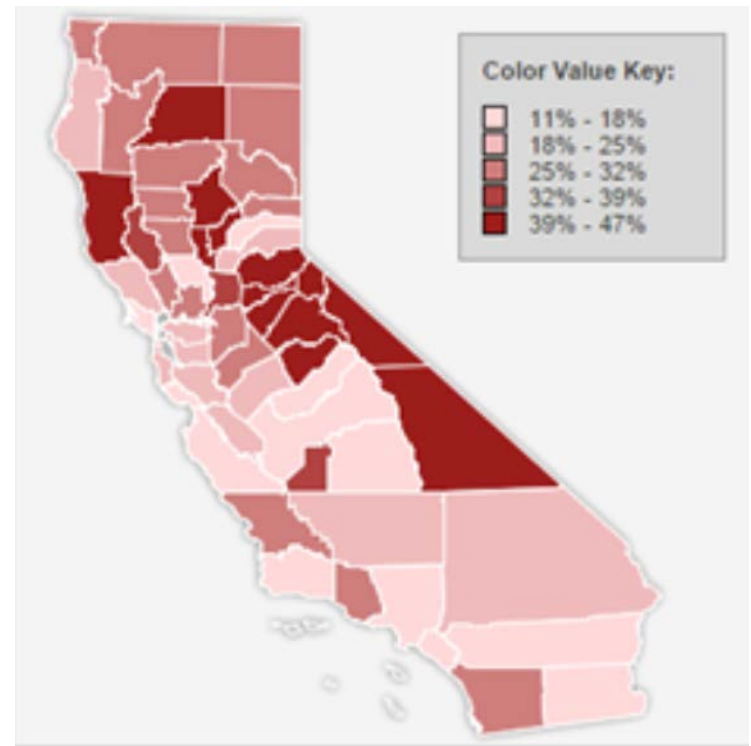 Color Value Key:
11% - 18%
18% - 25%
25% - 32%
32% - 39%
39% - 47%